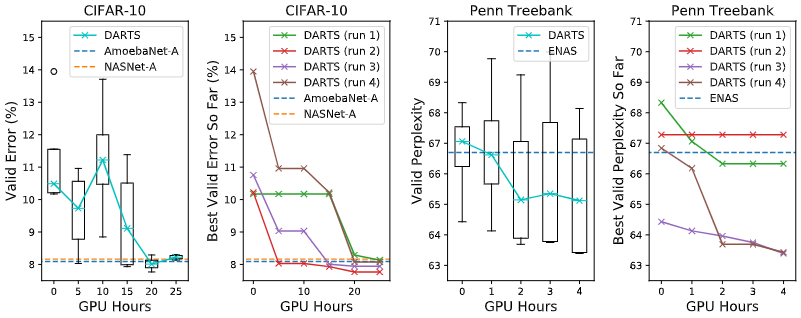 CIFAR-10
Valid Error (%)
15
14
13
12
11
10
9
8
DARTS
AmoebaNet-A
NASNet-A
0 5 10 15 20 25
GPU Hours
CIFAR-10
Best Valid Error So Far (%)
15
14
13
12
11
10
9
8
DARTS (run 1)
DARTS (run 2)
DARTS (run 3)
DARTS (run 4)
AmoebaNet-A
NASNet-A
0 10 20
GPU Hours
Penn Treebank
Valid Perplexity
71
70
69
68
67
66
65
64
63
DARTS
ENAS
0 1 2 3 4
GPU Hours
Penn Treebank
Best Valid Perplexity So Far
71
70
69
68
67
66
65
64
63
DARTS (run 1)
DARTS (run 2)
DARTS (run 3)
DARTS (run 4)
ENAS
0 1 2 3 4
GPU Hours